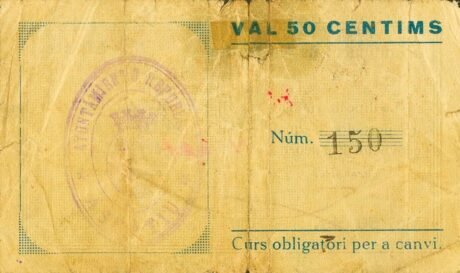 VAL 50 CENTIMS
Núm. 150
Curs obligatori per a canvi.